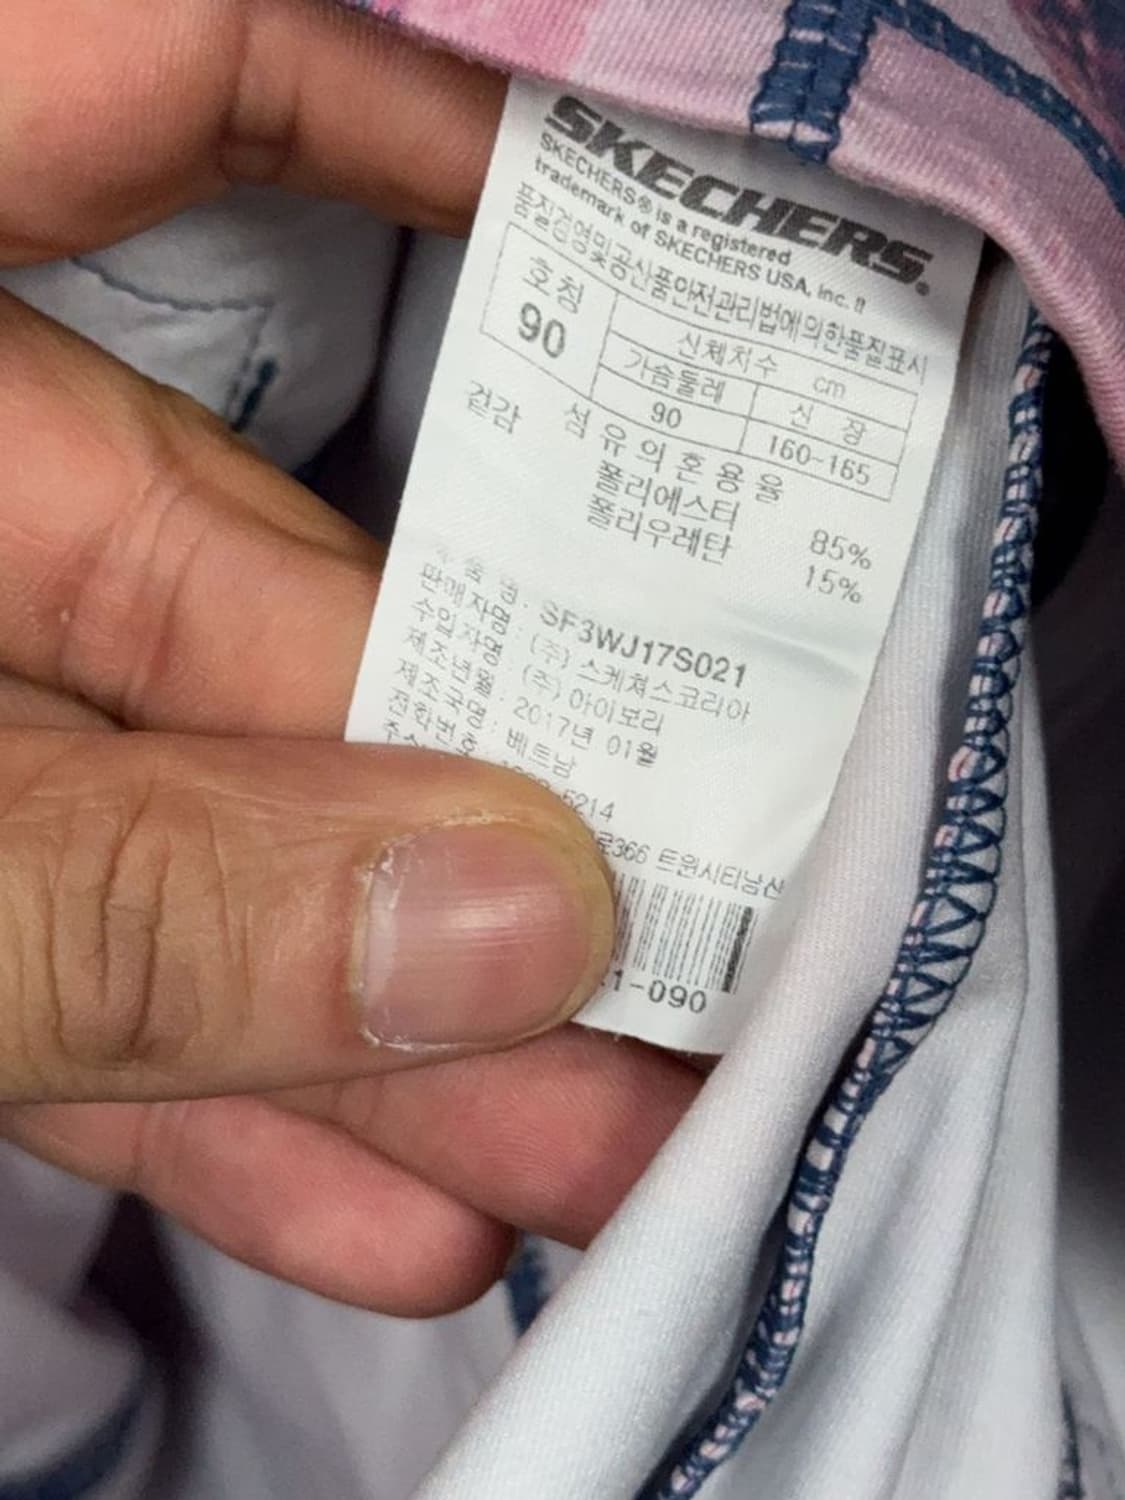 SKECHERS.
SKECHERS® is a registered
trademark of SKECHERS USA, Inc.
품질경영및공산품안전관리법에의한품질표시
호칭 신체치수 cm
90 가슴둘레 신 장
90 160~165
겉감 섬 유 의 혼 용 율
폴리에스터 85%
폴리우레탄 15%
SF3WJ17S021
판매자명 : (주) 스케쳐스코리아
수입자명 : (주) 아이보리
제조년월 : 2017년 01월
제조국명 : 베트남
전화번호 5214
로366 트윈시티남산
1-090